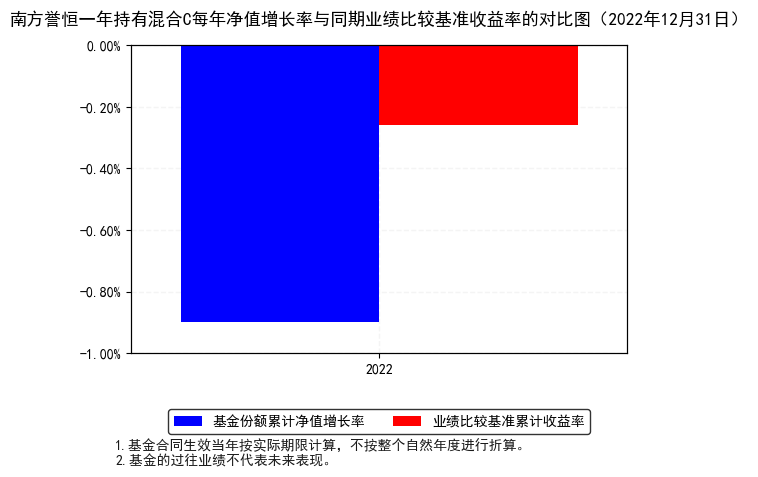 南方誉恒一年持有混合C每年净值增长率与同期业绩比较基准收益率的对比图（2022年12月31日）
0.00%
−0.20%
−0.40%
−0.60%
−0.80%
−1.00%
2022
基金份额累计净值增长率 业绩比较基准累计收益率
1.基金合同生效当年按实际期限计算，不按整个自然年度进行折算。
2.基金的过往业绩不代表未来表现。